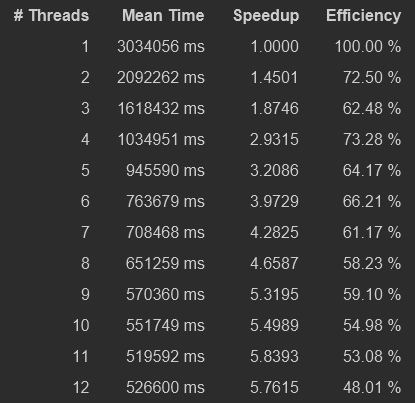 # Threads Mean Time Speedup Efficiency
1 3034056 ms 1.0000 100.00 %
2 2092262 ms 1.4501 72.50 %
3 1618432 ms 1.8746 62.48 %
4 1034951 ms 2.9315 73.28 %
5 945590 ms 3.2086 64.17 %
6 763679 ms 3.9729 66.21 %
7 708468 ms 4.2825 61.17 %
8 651259 ms 4.6587 58.23 %
9 570360 ms 5.3195 59.10 %
10 551749 ms 5.4989 54.98 %
11 519592 ms 5.8393 53.08 %
12 526600 ms 5.7615 48.01 %